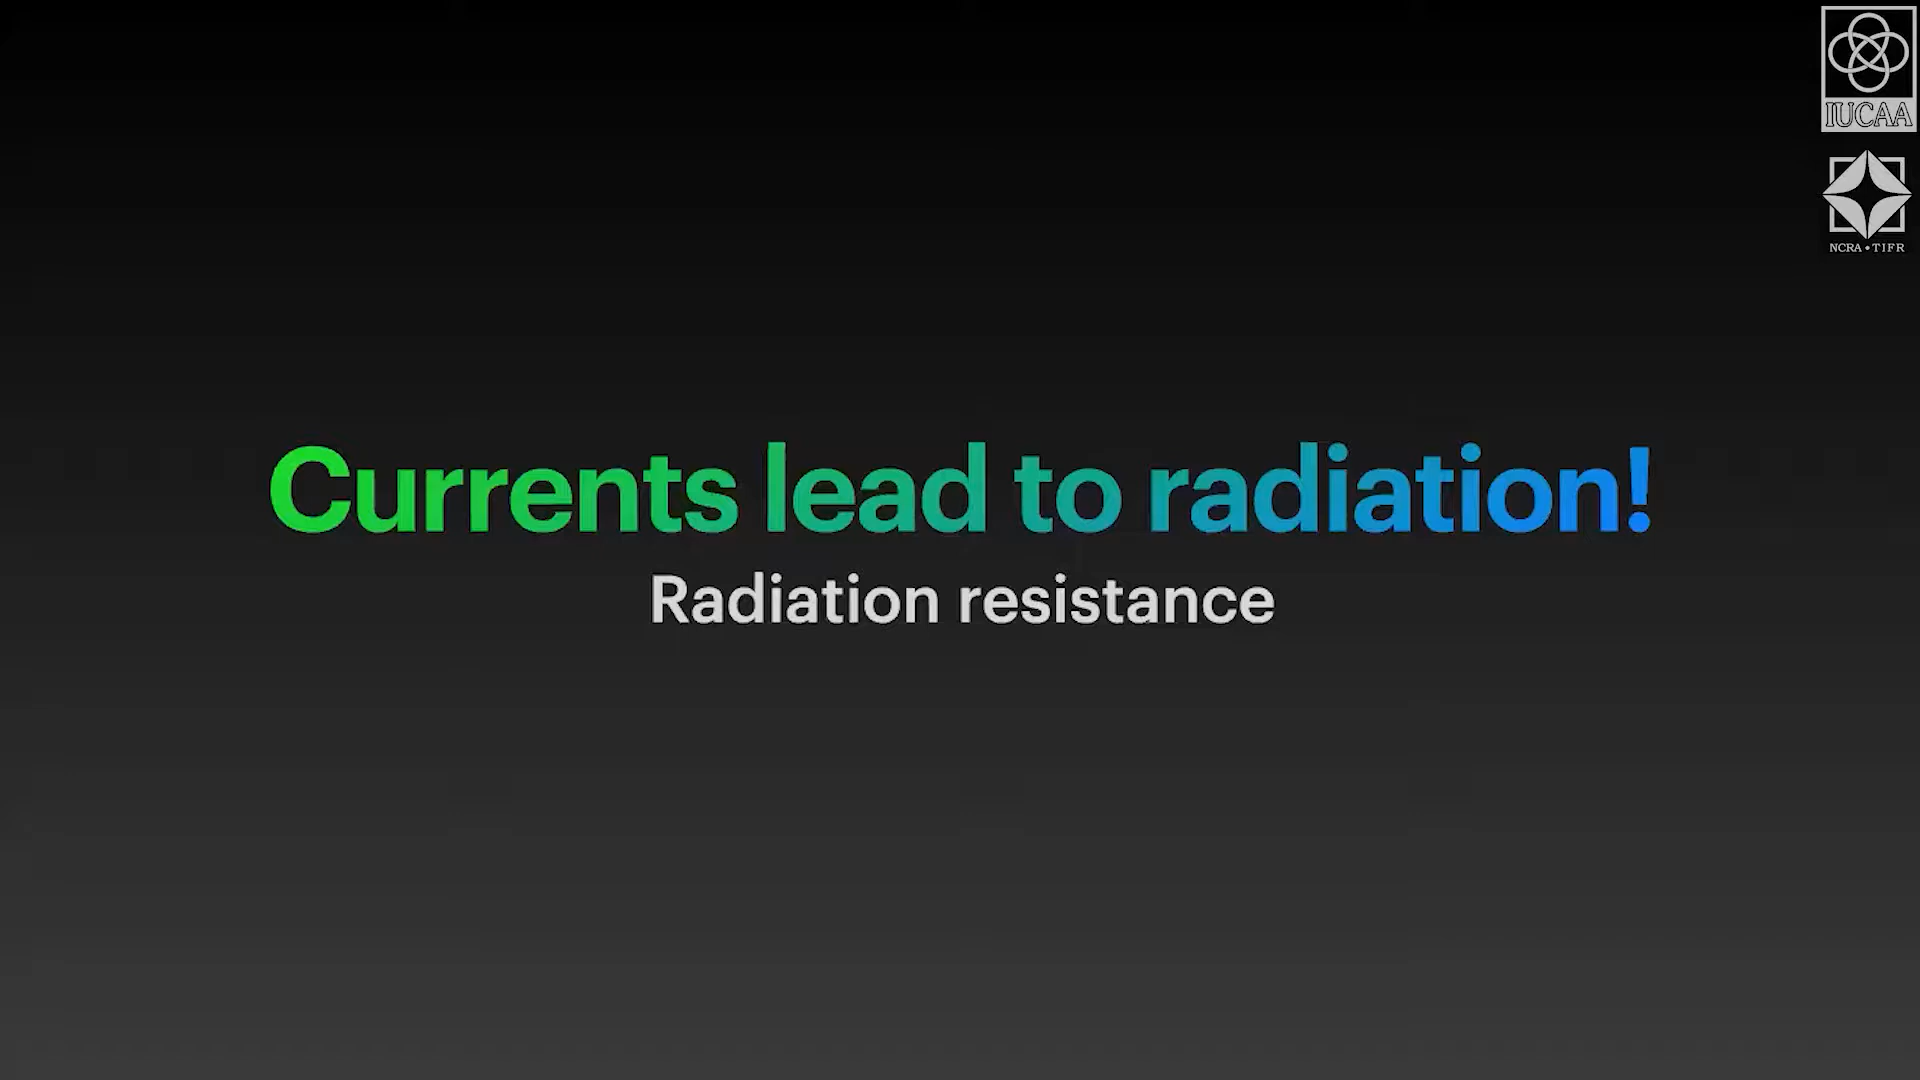 IUCAA
NCRA • TIFR
Currents lead to radiation!
Radiation resistance